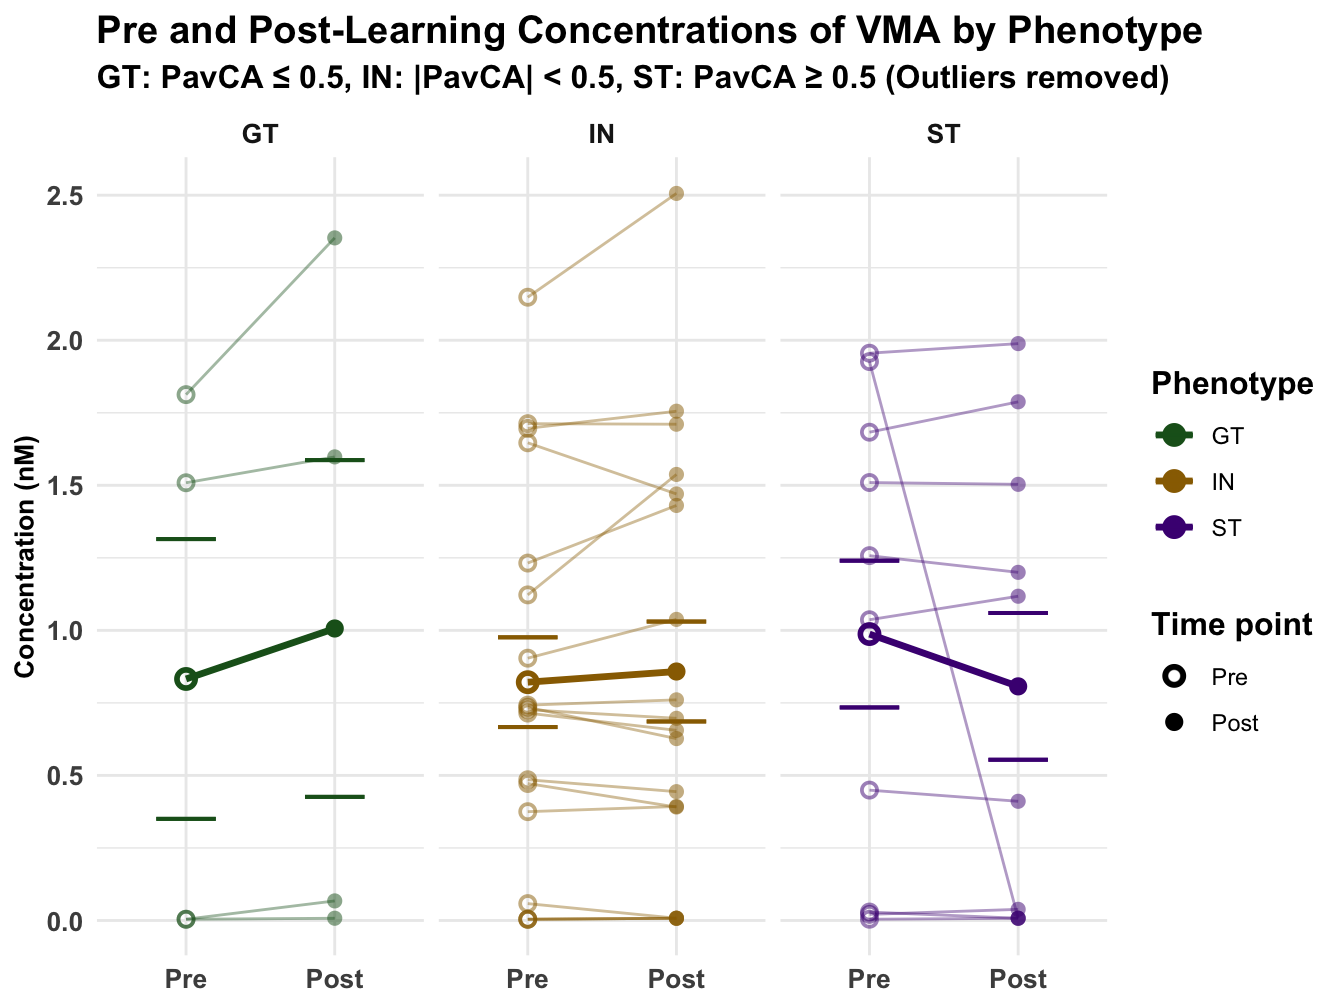 Pre and Post-Learning Concentrations of VMA by Phenotype
GT: PavCA ≤ 0.5, IN: |PavCA| < 0.5, ST: PavCA ≥ 0.5 (Outliers removed)
GT
IN
ST
Concentration (nM)
2.5
2.0
1.5
1.0
0.5
0.0
Pre
Post
Pre
Post
Pre
Post
Phenotype
GT
IN
ST
Time point
Pre
Post